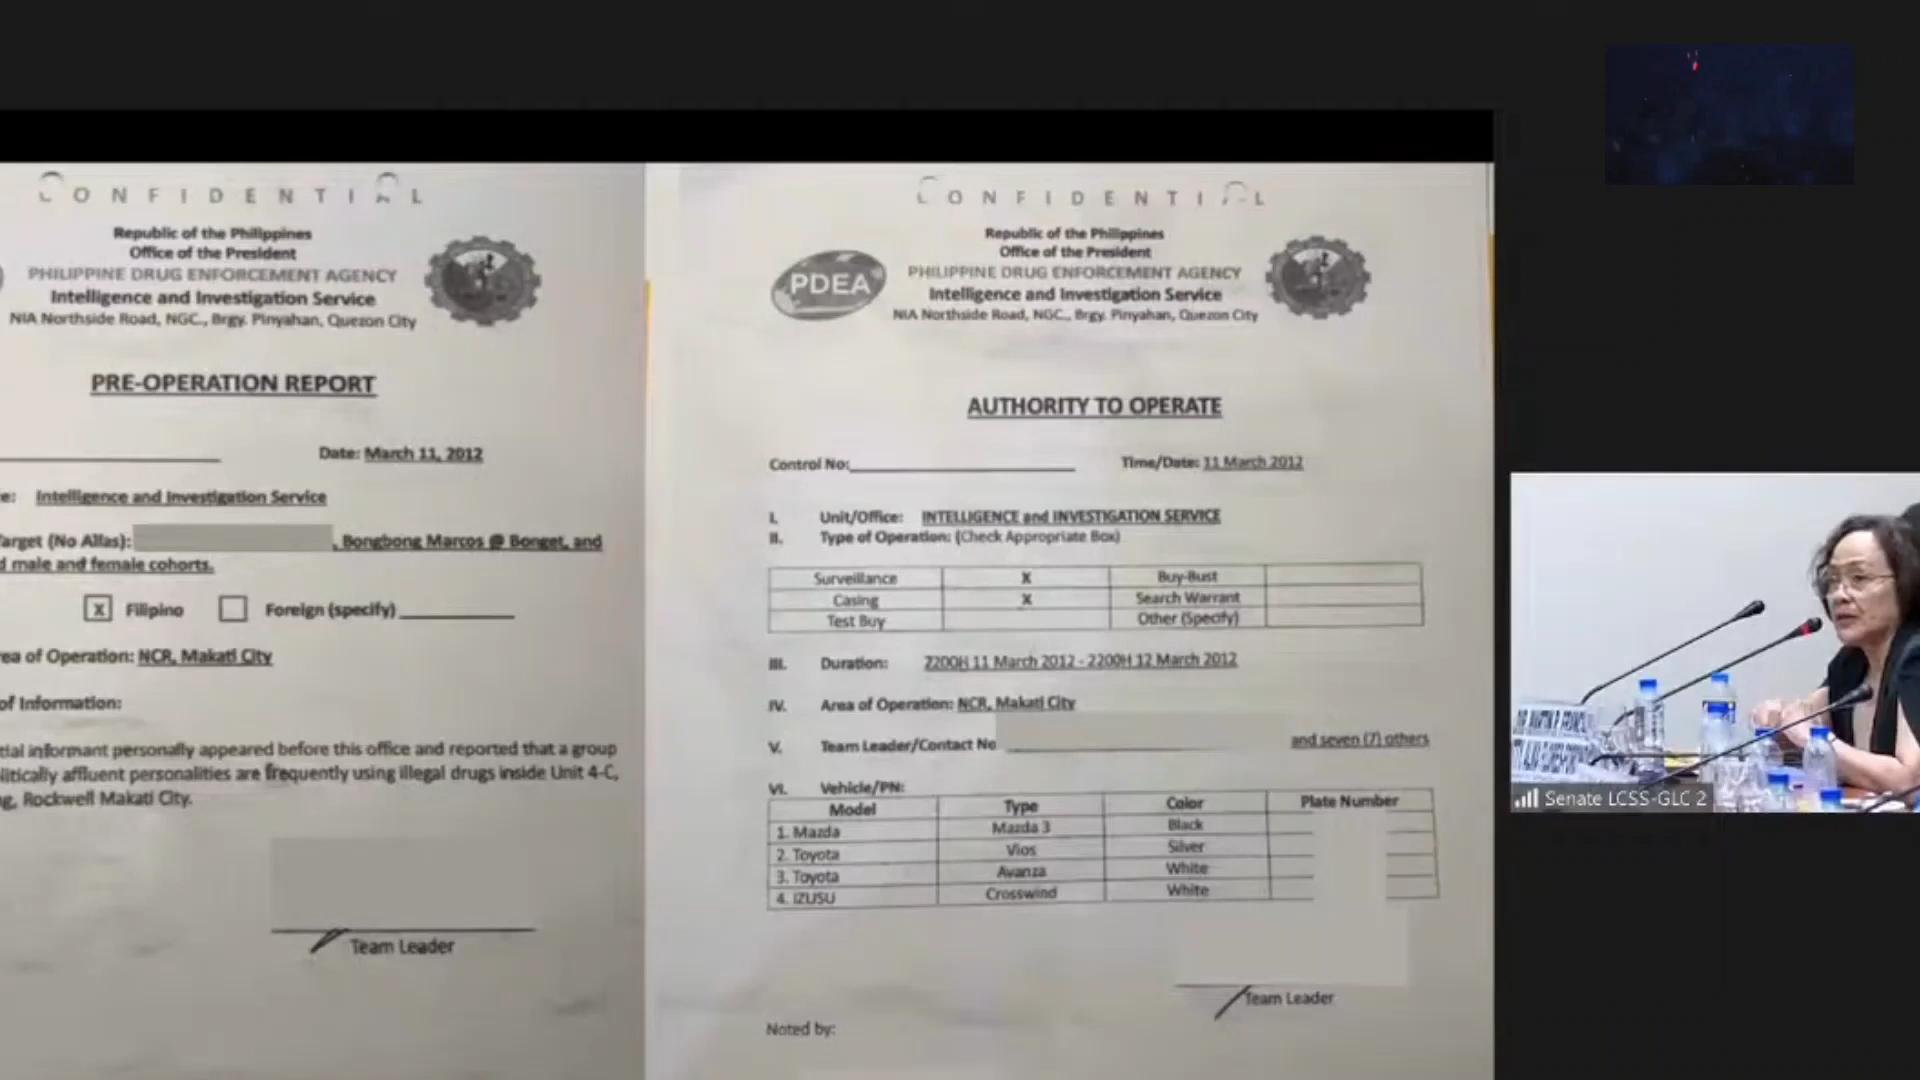 CONFIDENTIAL
Republic of the Philippines
Office of the President
PHILIPPINE DRUG ENFORCEMENT AGENCY
Intelligence and Investigation Service
NIA Northside Road, NGC., Brgy. Pinyahan, Quezon City
PRE-OPERATION REPORT
Date: March 11, 2012
e: Intelligence and Investigation Service
arget (No Alias): , Bongbong Marcos @ Bonget, and
d male and female cohorts.
X Filipino Foreign (specify)
ea of Operation: NCR, Makati City
of Information:
tial informant personally appeared before this office and reported that a group
litically affluent personalities are frequently using illegal drugs inside Unit 4-C,
g, Rockwell Makati City.
Team Leader
CONFIDENTIAL
Republic of the Philippines
Office of the President
PDEA
PHILIPPINE DRUG ENFORCEMENT AGENCY
Intelligence and Investigation Service
NIA Northside Road, NGC., Brgy. Pinyahan, Quezon City
AUTHORITY TO OPERATE
Control No: Time/Date: 11 March 2012
I. Unit/Office: INTELLIGENCE and INVESTIGATION SERVICE
II. Type of Operation: (Check Appropriate Box)
Surveillance X Buy-Bust
Casing X Search Warrant
Test Buy Other (Specify)
III. Duration: 2200H 11 March 2012 - 2200H 12 March 2012
IV. Area of Operation: NCR, Makati City
V. Team Leader/Contact No and seven (7) others
VI. Vehicle/PN:
Model Type Color Plate Number
1. Mazda Mazda 3 Black
2. Toyota Vios Silver
3. Toyota Avanza White
4. IZUSU Crosswind White
Team Leader
Noted by:
Senate LCSS-GLC 2